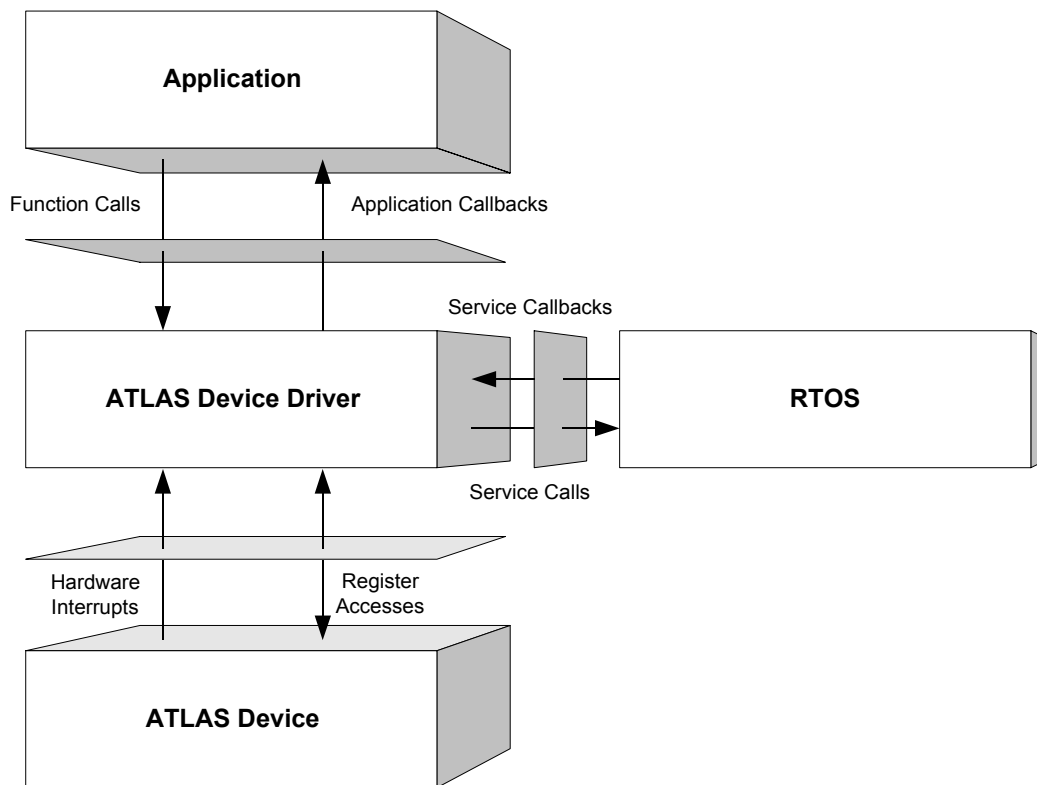 Application
Function Calls
Application Callbacks
Service Callbacks
ATLAS Device Driver
RTOS
Service Calls
Hardware
Interrupts
Register
Accesses
ATLAS Device